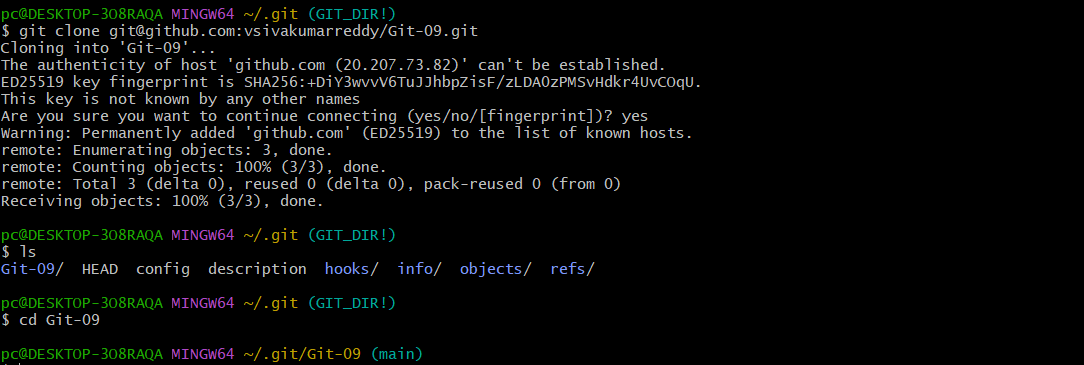 pc@DESKTOP-3O8RAQA MINGW64 ~/.git (GIT_DIR!)
$ git clone git@github.com:vsivakumarreddy/Git-09.git
Cloning into 'Git-09'...
The authenticity of host 'github.com (20.207.73.82)' can't be established.
ED25519 key fingerprint is SHA256:+DiY3wvvV6TuJJhbpZisF/zLDA0zPMSvHdkr4UvCOqU.
This key is not known by any other names
Are you sure you want to continue connecting (yes/no/[fingerprint])? yes
Warning: Permanently added 'github.com' (ED25519) to the list of known hosts.
remote: Enumerating objects: 3, done.
remote: Counting objects: 100% (3/3), done.
remote: Total 3 (delta 0), reused 0 (delta 0), pack-reused 0 (from 0)
Receiving objects: 100% (3/3), done.
pc@DESKTOP-3O8RAQA MINGW64 ~/.git (GIT_DIR!)
$ ls
Git-09/ HEAD config description hooks/ info/ objects/ refs/
pc@DESKTOP-3O8RAQA MINGW64 ~/.git (GIT_DIR!)
$ cd Git-09
pc@DESKTOP-3O8RAQA MINGW64 ~/.git/Git-09 (main)